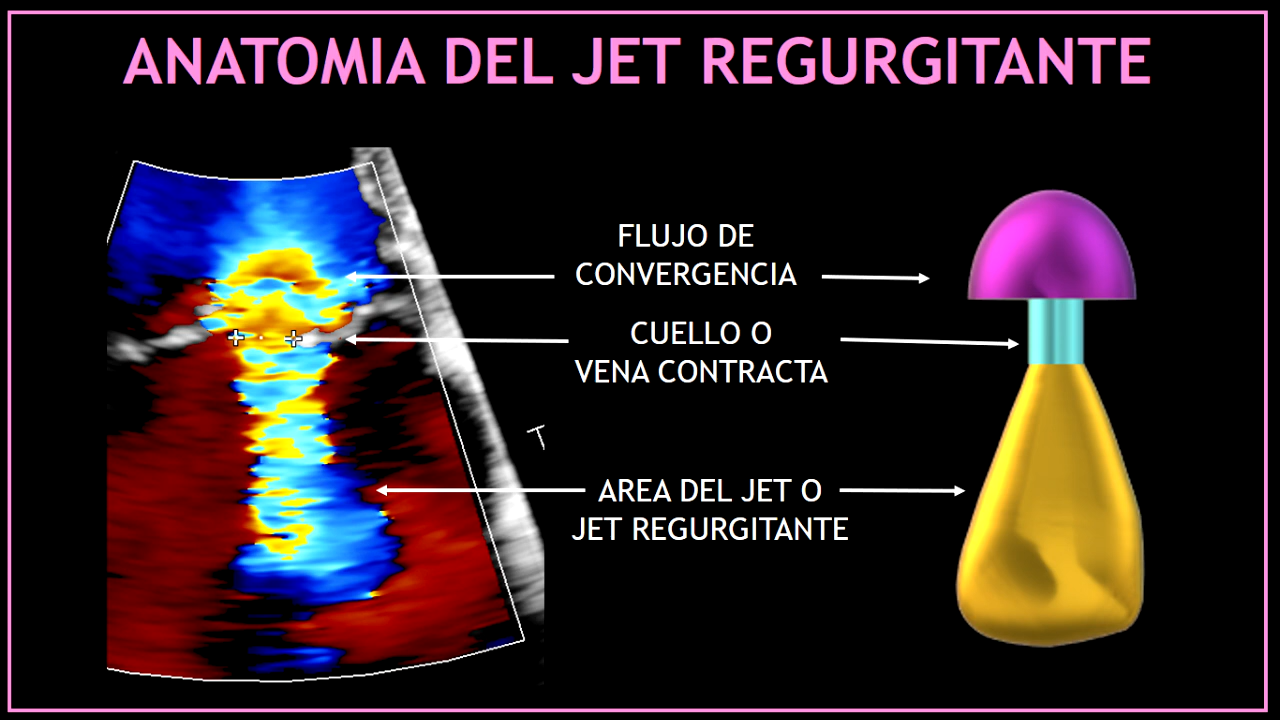 ANATOMIA DEL JET REGURGITANTE
FLUJO DE
CONVERGENCIA
CUELLO O
VENA CONTRACTA
T
AREA DEL JET O
JET REGURGITANTE